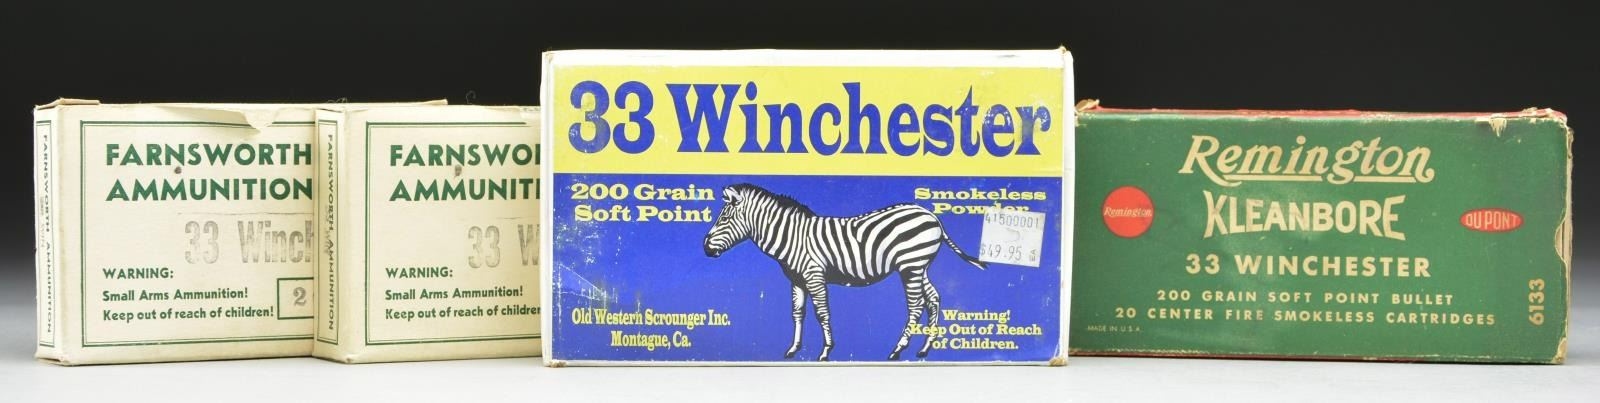 FARNSWORTH AMMUNITION
FARNSWORTH
AMMUNITION
33 Winch
WARNING:
Small Arms Ammunition!
Keep out of reach of children!
2
FARNSWORTH AMMUNITION
FARNSWO
AMMUNITI
33 W
WARNING:
Small Arms Ammunition!
Keep out of reach of children
33 Winchester
200 Grain
Soft Point
Smokeless
Powder
41500001
$49.95
Old Western Scrounger Inc.
Montague, Ca.
Warning!
Keep Out of Reach
of Children.
Remington
KLEANBORE
Remington
DU PONT
33 WINCHESTER
200 GRAIN SOFT POINT BULLET
20 CENTER FIRE SMOKELESS CARTRIDGES
MADE IN U.S.A.
6133